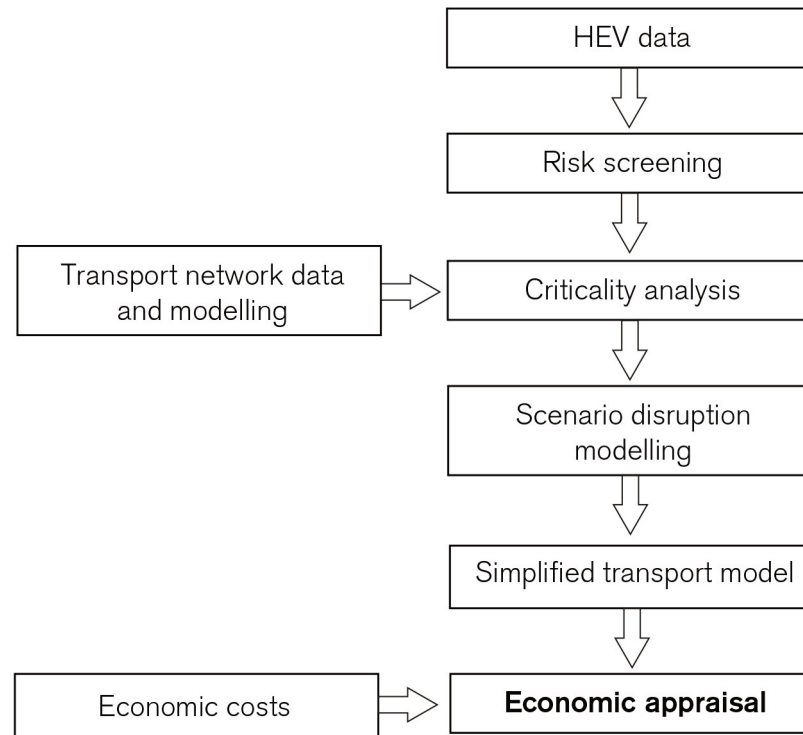 HEV data
Risk screening
Transport network data
and modelling
Criticality analysis
Scenario disruption
modelling
Simplified transport model
Economic costs
Economic appraisal